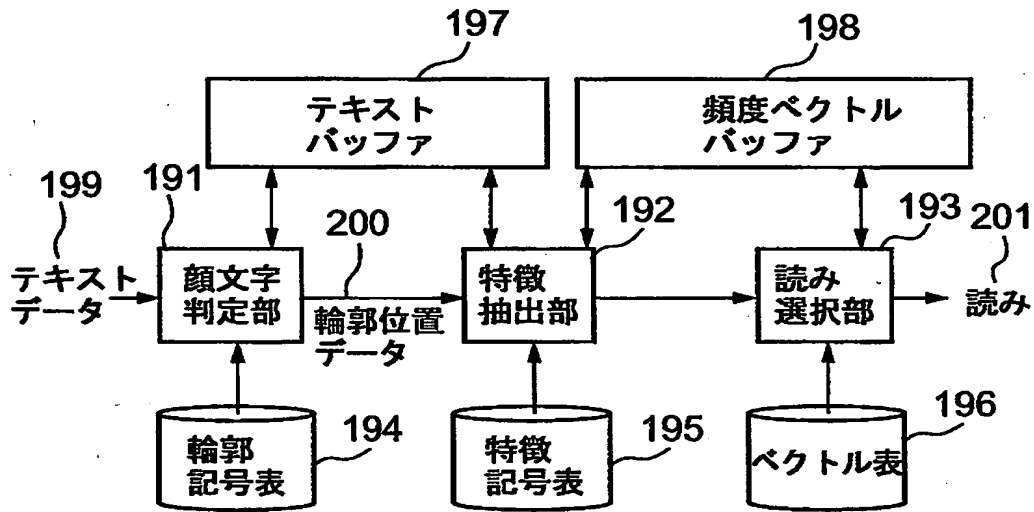 197
198
テキスト
バッファ
頻度ベクトル
バッファ
199
191
200
192
193
201
テキスト
データ
顔文字
判定部
輪郭位置
データ
特徴
抽出部
読み
選択部
読み
輪郭
記号表
194
特徴
記号表
195
ベクトル表
196